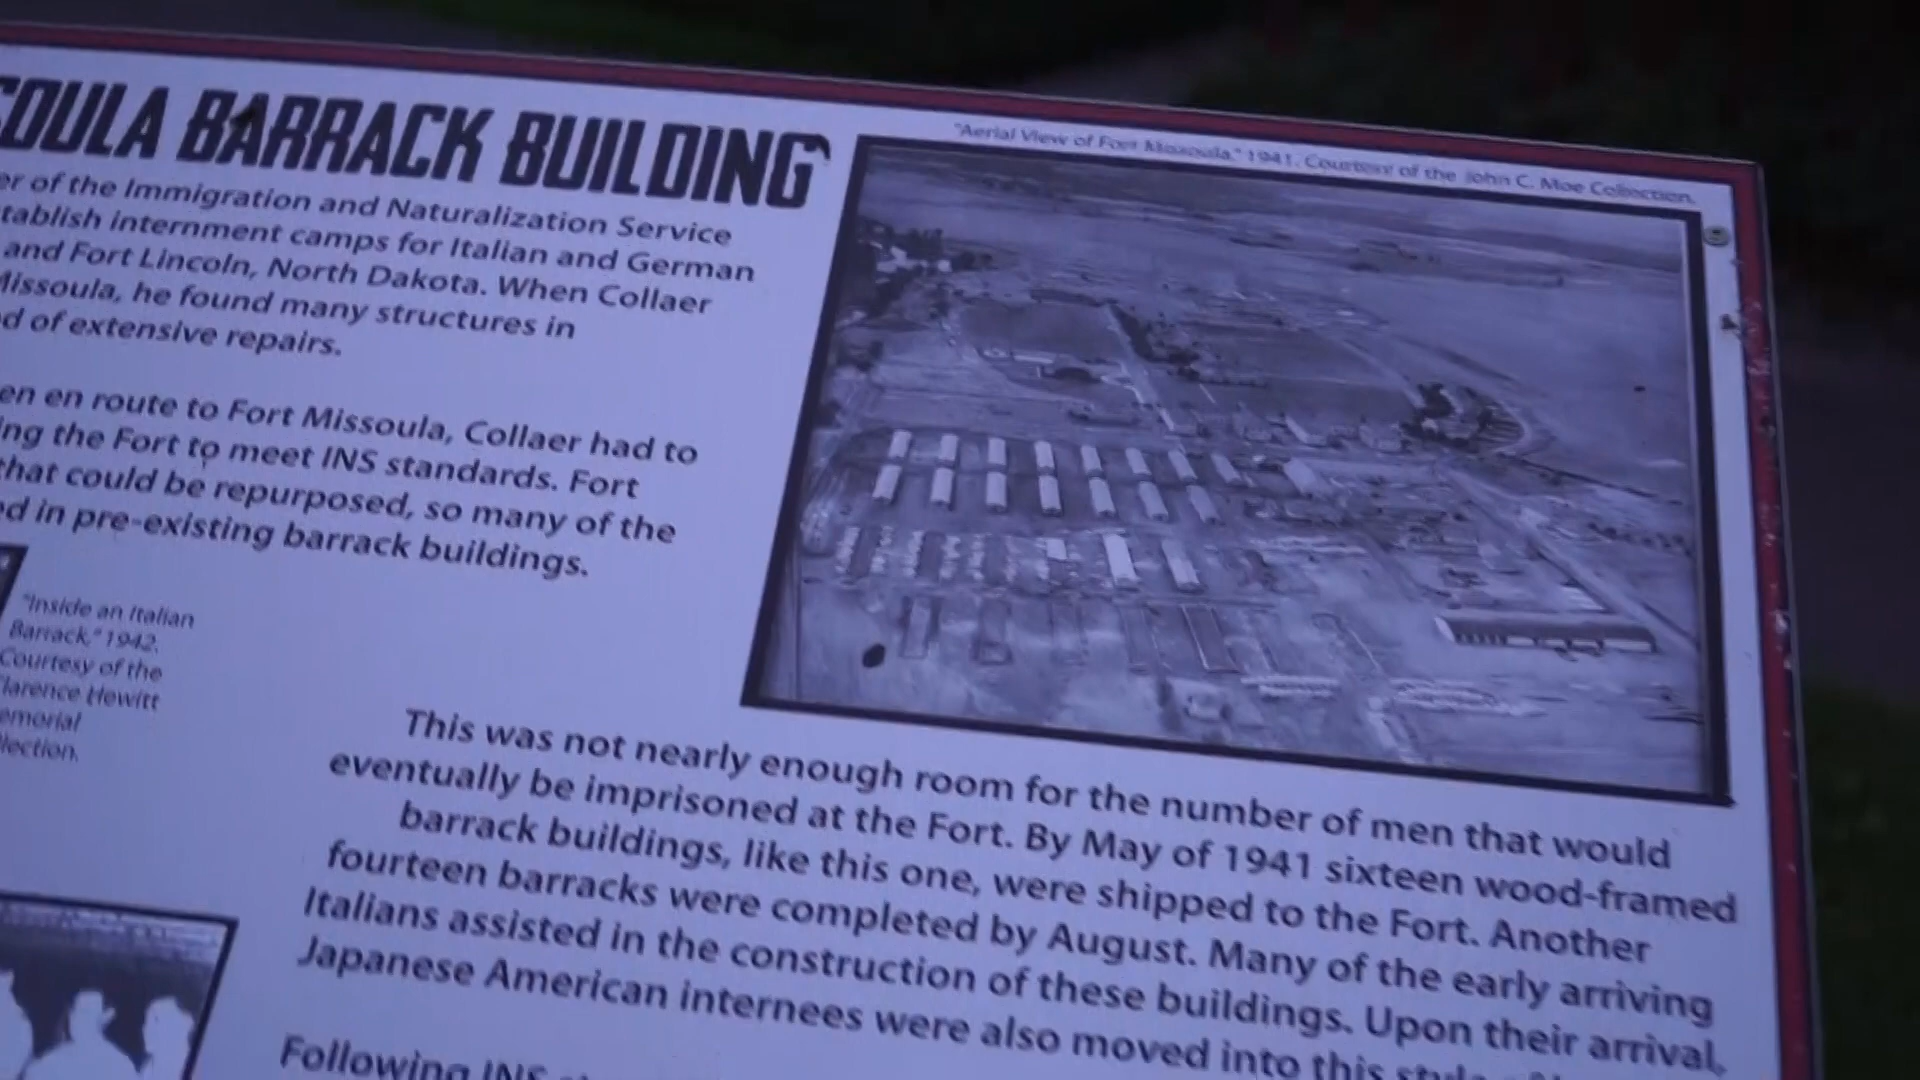 SOULA BARRACK BUILDING
"Aerial View of Fort Missoula," 1941. Courtesy of the John C. Moe Collection.
er of the Immigration and Naturalization Service
tablish internment camps for Italian and German
and Fort Lincoln, North Dakota. When Collaer
Missoula, he found many structures in
d of extensive repairs.
en en route to Fort Missoula, Collaer had to
ing the Fort to meet INS standards. Fort
that could be repurposed, so many of the
ed in pre-existing barrack buildings.
"Inside an Italian
Barrack," 1942.
Courtesy of the
larence Hewitt
emorial
llection.
This was not nearly enough room for the number of men that would
eventually be imprisoned at the Fort. By May of 1941 sixteen wood-framed
barrack buildings, like this one, were shipped to the Fort. Another
fourteen barracks were completed by August. Many of the early arriving
Italians assisted in the construction of these buildings. Upon their arrival,
Japanese American internees were also moved into this style
Following INS